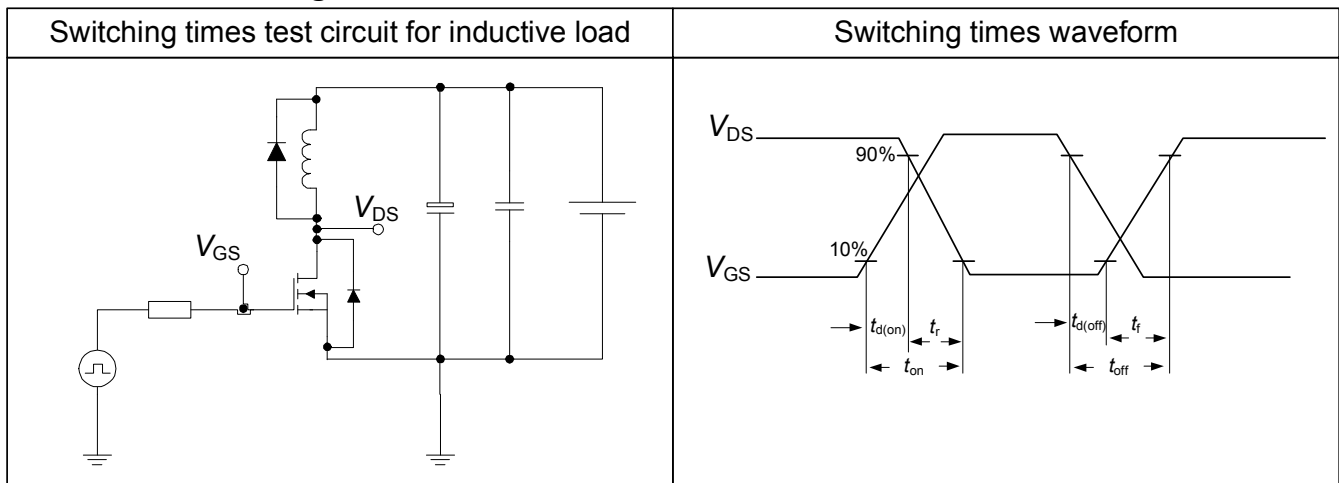 Switching times test circuit for inductive load
Switching times waveform
VDS
VGS
VDS
90%
10%
VGS
td(on)
tr
td(off)
tf
ton
toff